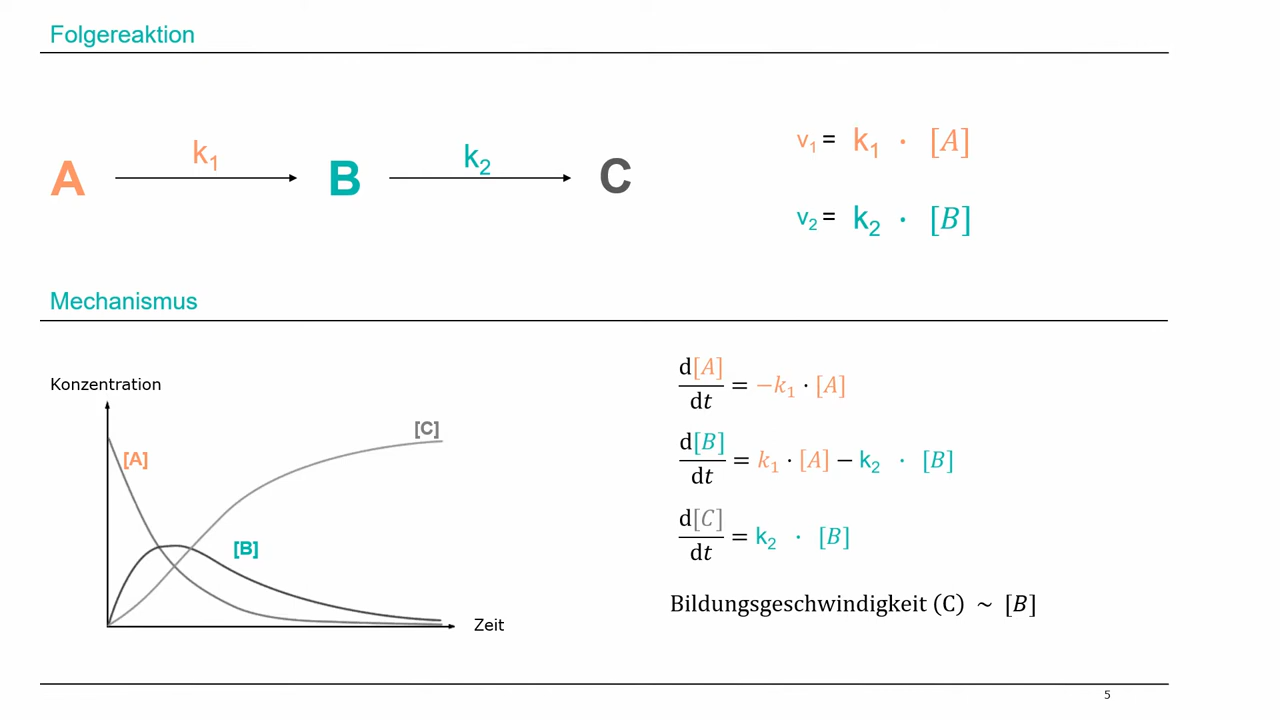 Folgereaktion
A k₁ B k₂ C
v₁ = k₁ · [A]
v₂ = k₂ · [B]
Mechanismus
Konzentration
[A]
[B]
[C]
Zeit
d[A]/dt = −k₁ · [A]
d[B]/dt = k₁ · [A] − k₂ · [B]
d[C]/dt = k₂ · [B]
Bildungsgeschwindigkeit (C) ~ [B]
5